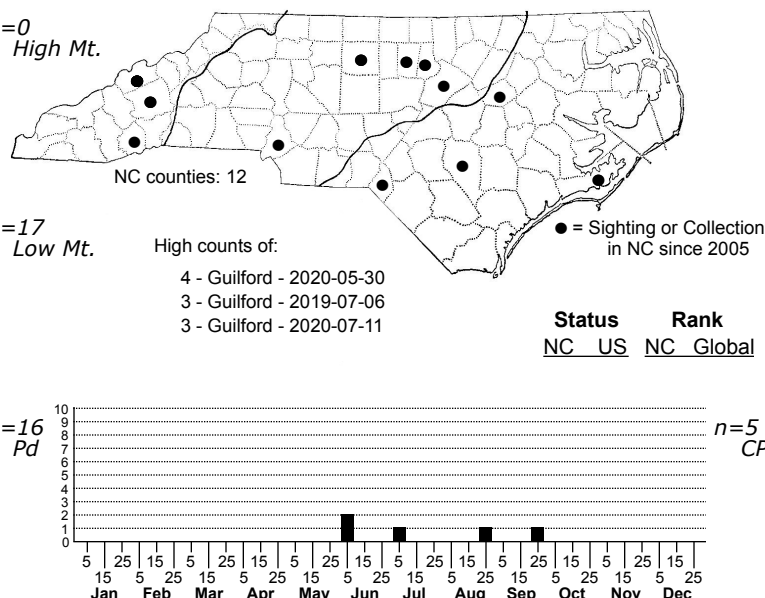 =0
High Mt.
NC counties: 12
=17
Low Mt.
High counts of:
4 - Guilford - 2020-05-30
3 - Guilford - 2019-07-06
3 - Guilford - 2020-07-11
● = Sighting or Collection
in NC since 2005
Status Rank
NC US NC Global
=16
Pd
n=5
CP
10
9
8
7
6
5
4
3
2
1
0
5 25 15 5 25 15 5 25 15 5 25 15 5 25 15 5 25 15
15 5 25 15 5 25 15 5 25 15 5 25 15 5 25 15 5 25
Jan Feb Mar Apr May Jun Jul Aug Sep Oct Nov Dec